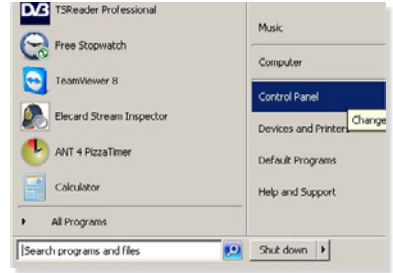 DVB TSReader Professional
Free Stopwatch
TeamViewer 8
Elecard Stream Inspector
ANT 4 PizzaTimer
Calculator
All Programs
Search programs and files
Music
Computer
Control Panel
Change
Devices and Printers
Default Programs
Help and Support
Shut down